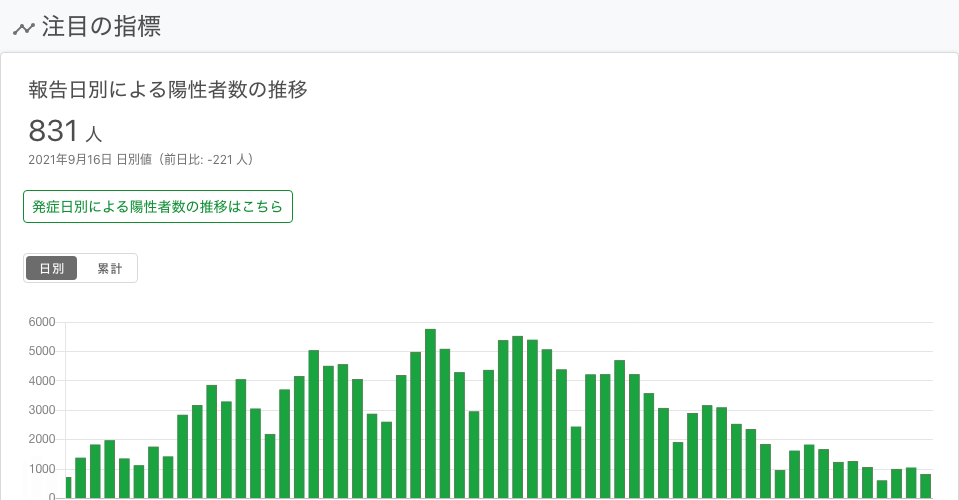 注目の指標
報告日別による陽性者数の推移
831 人
2021年9月16日 日別値（前日比: -221 人）
発症日別による陽性者数の推移はこちら
日別 累計
6000
5000
4000
3000
2000
1000
0